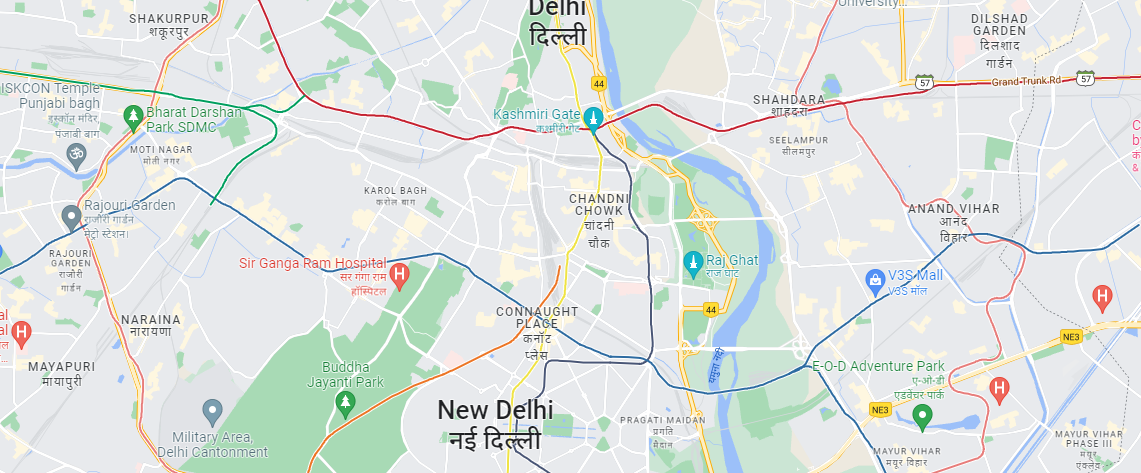 Delhi
दिल्ली
SHAKURPUR
शकूरपुर
University...
DILSHAD
GARDEN
दिलशाद
गार्डन
ISKCON Temple
Punjabi bagh
इस्कॉन मंदिर,
पंजाबी बाग
Bharat Darshan
Park SDMC
MOTI NAGAR
मोती नगर
44
Kashmiri Gate
कश्मीरी गेट
57
Grand Trunk Rd
57
SHAHDARA
शाहदरा
SEELAMPUR
सीलमपुर
Rajouri Garden
राजौरी गार्डन
मेट्रो स्टेशन।
RAJOURI
GARDEN
राजौरी
गार्डन
KAROL BAGH
करोल बाग
CHANDNI
CHOWK
चांदनी
चौक
ANAND VIHAR
आनंद
विहार
Sir Ganga Ram Hospital
सर गंगा राम
हॉस्पिटल
Raj Ghat
राज घाट
V3S Mall
V3S मॉल
44
NARAINA
नारायणा
CONNAUGHT
PLACE
कनॉट
प्लेस
NE3
MAYAPURI
मायापुरी
Buddha
Jayanti Park
यमुना नदी
E-O-D Adventure Park
ए-ओ-डी
एडवेंचर पार्क
NE3
New Delhi
नई दिल्ली
PRAGATI MAIDAN
प्रगति
मैदान
Military Area,
Delhi Cantonment
MAYUR VIHAR
मयूर विहार
MAYUR VIHAR
PHASE III
मयूर